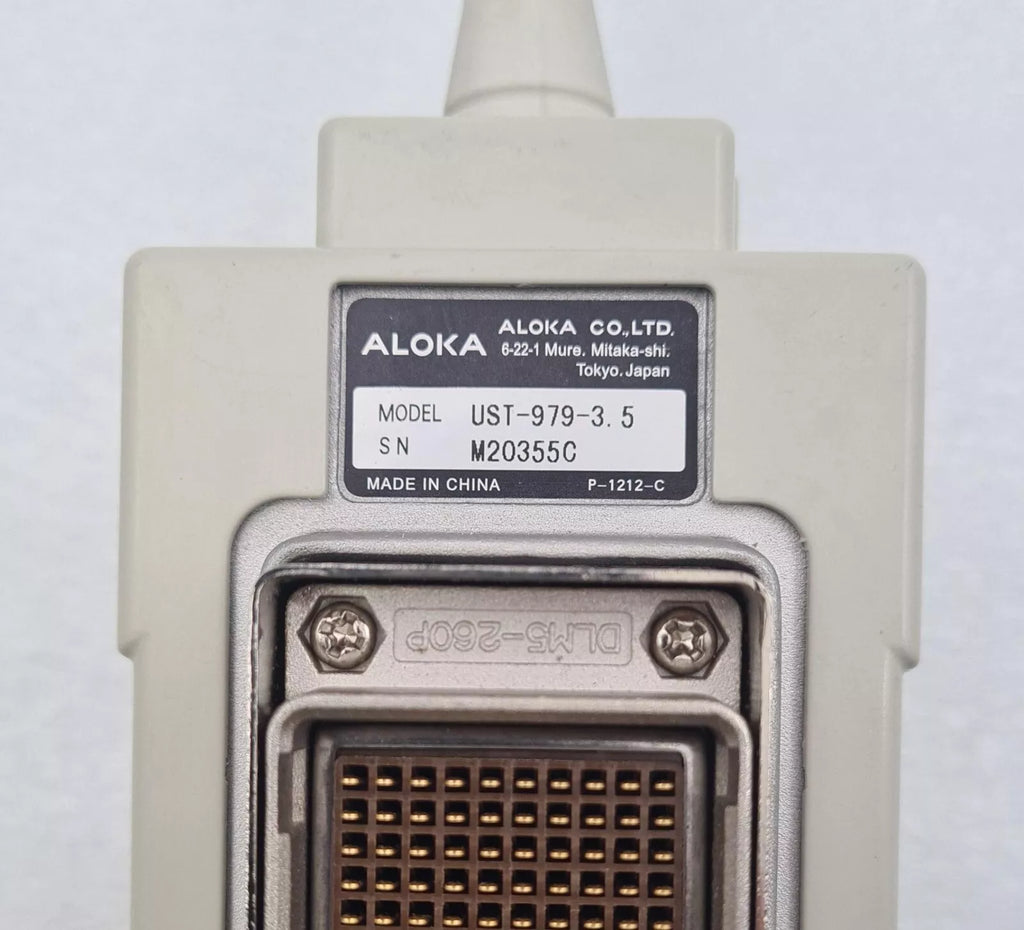 ALOKA
ALOKA CO.,LTD.
6-22-1 Mure. Mitaka-shi.
Tokyo.Japan
MODEL UST-979-3.5
SN M20355C
MADE IN CHINA P-1212-C
DLM5-260P